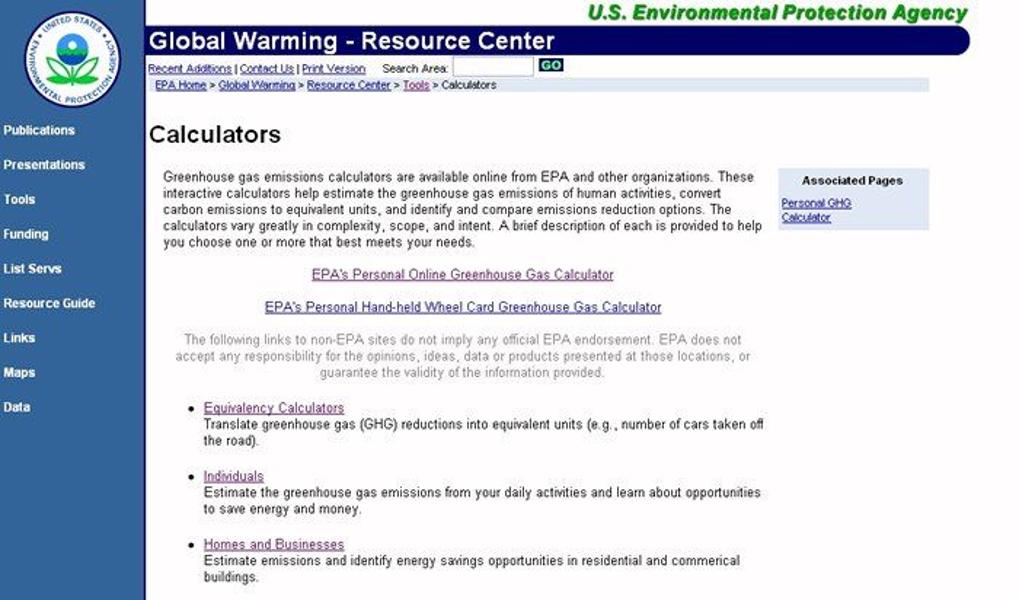 U.S. Environmental Protection Agency
UNITED STATES
ENVIRONMENTAL PROTECTION AGENCY
Global Warming - Resource Center
Recent Additions | Contact Us | Print Version Search Area: GO
EPA Home > Global Warming > Resource Center > Tools > Calculators
Publications
Presentations
Tools
Funding
List Servs
Resource Guide
Links
Maps
Data
Calculators
Greenhouse gas emissions calculators are available online from EPA and other organizations. These
interactive calculators help estimate the greenhouse gas emissions of human activities, convert
carbon emissions to equivalent units, and identify and compare emissions reduction options. The
calculators vary greatly in complexity, scope, and intent. A brief description of each is provided to help
you choose one or more that best meets your needs.
Associated Pages
Personal GHG
Calculator
EPA's Personal Online Greenhouse Gas Calculator
EPA's Personal Hand-held Wheel Card Greenhouse Gas Calculator
The following links to non-EPA sites do not imply any official EPA endorsement. EPA does not
accept any responsibility for the opinions, ideas, data or products presented at those locations, or
guarantee the validity of the information provided.
• Equivalency Calculators
Translate greenhouse gas (GHG) reductions into equivalent units (e.g., number of cars taken off
the road).
• Individuals
Estimate the greenhouse gas emissions from your daily activities and learn about opportunities
to save energy and money.
• Homes and Businesses
Estimate emissions and identify energy savings opportunities in residential and commerical
buildings.